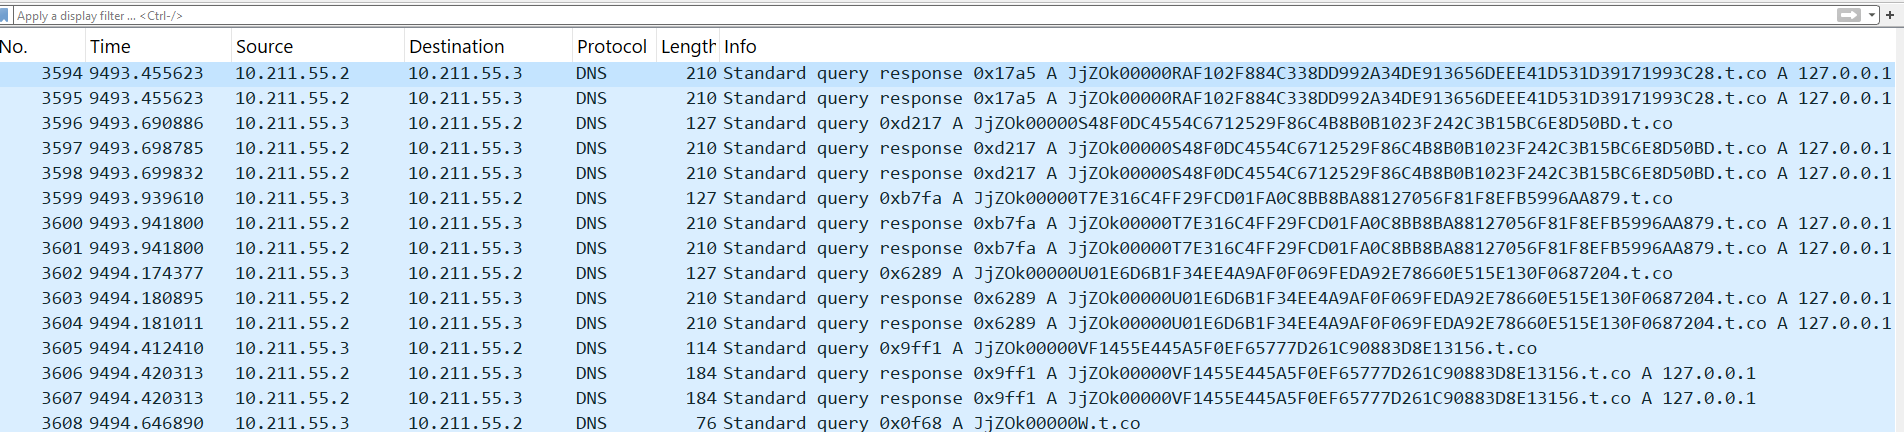 Apply a display filter ... <Ctrl-/>
No. Time Source Destination Protocol Length Info
3594 9493.455623 10.211.55.2 10.211.55.3 DNS 210 Standard query response 0x17a5 A JjZOk00000RAF102F884C338DD992A34DE913656DEEE41D531D39171993C28.t.co A 127.0.0.1
3595 9493.455623 10.211.55.2 10.211.55.3 DNS 210 Standard query response 0x17a5 A JjZOk00000RAF102F884C338DD992A34DE913656DEEE41D531D39171993C28.t.co A 127.0.0.1
3596 9493.690886 10.211.55.3 10.211.55.2 DNS 127 Standard query 0xd217 A JjZOk00000S48F0DC4554C6712529F86C4B8B0B1023F242C3B15BC6E8D50BD.t.co
3597 9493.698785 10.211.55.2 10.211.55.3 DNS 210 Standard query response 0xd217 A JjZOk00000S48F0DC4554C6712529F86C4B8B0B1023F242C3B15BC6E8D50BD.t.co A 127.0.0.1
3598 9493.699832 10.211.55.2 10.211.55.3 DNS 210 Standard query response 0xd217 A JjZOk00000S48F0DC4554C6712529F86C4B8B0B1023F242C3B15BC6E8D50BD.t.co A 127.0.0.1
3599 9493.939610 10.211.55.3 10.211.55.2 DNS 127 Standard query 0xb7fa A JjZOk00000T7E316C4FF29FCD01FA0C8BB8BA88127056F81F8EFB5996AA879.t.co
3600 9493.941800 10.211.55.2 10.211.55.3 DNS 210 Standard query response 0xb7fa A JjZOk00000T7E316C4FF29FCD01FA0C8BB8BA88127056F81F8EFB5996AA879.t.co A 127.0.0.1
3601 9493.941800 10.211.55.2 10.211.55.3 DNS 210 Standard query response 0xb7fa A JjZOk00000T7E316C4FF29FCD01FA0C8BB8BA88127056F81F8EFB5996AA879.t.co A 127.0.0.1
3602 9494.174377 10.211.55.3 10.211.55.2 DNS 127 Standard query 0x6289 A JjZOk00000U01E6D6B1F34EE4A9AF0F069FEDA92E78660E515E130F0687204.t.co
3603 9494.180895 10.211.55.2 10.211.55.3 DNS 210 Standard query response 0x6289 A JjZOk00000U01E6D6B1F34EE4A9AF0F069FEDA92E78660E515E130F0687204.t.co A 127.0.0.1
3604 9494.181011 10.211.55.2 10.211.55.3 DNS 210 Standard query response 0x6289 A JjZOk00000U01E6D6B1F34EE4A9AF0F069FEDA92E78660E515E130F0687204.t.co A 127.0.0.1
3605 9494.412410 10.211.55.3 10.211.55.2 DNS 114 Standard query 0x9ff1 A JjZOk00000VF1455E445A5F0EF65777D261C90883D8E13156.t.co
3606 9494.420313 10.211.55.2 10.211.55.3 DNS 184 Standard query response 0x9ff1 A JjZOk00000VF1455E445A5F0EF65777D261C90883D8E13156.t.co A 127.0.0.1
3607 9494.420313 10.211.55.2 10.211.55.3 DNS 184 Standard query response 0x9ff1 A JjZOk00000VF1455E445A5F0EF65777D261C90883D8E13156.t.co A 127.0.0.1
3608 9494.646890 10.211.55.3 10.211.55.2 DNS 76 Standard query 0x0f68 A JjZOk00000W.t.co